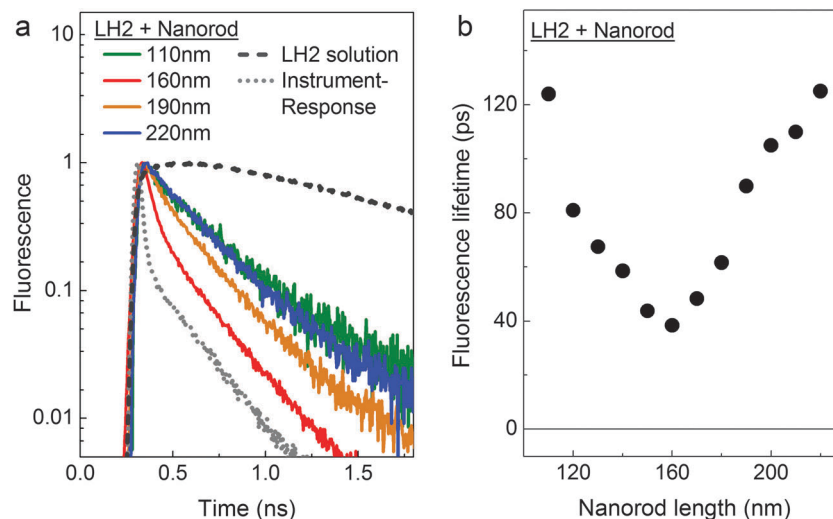 a
LH2 + Nanorod
110nm
160nm
190nm
220nm
LH2 solution
Instrument-
Response
10
1
0.1
0.01
Fluorescence
0.0
0.5
1.0
1.5
Time (ns)
b
LH2 + Nanorod
120
80
40
0
Fluorescence lifetime (ps)
120
160
200
Nanorod length (nm)